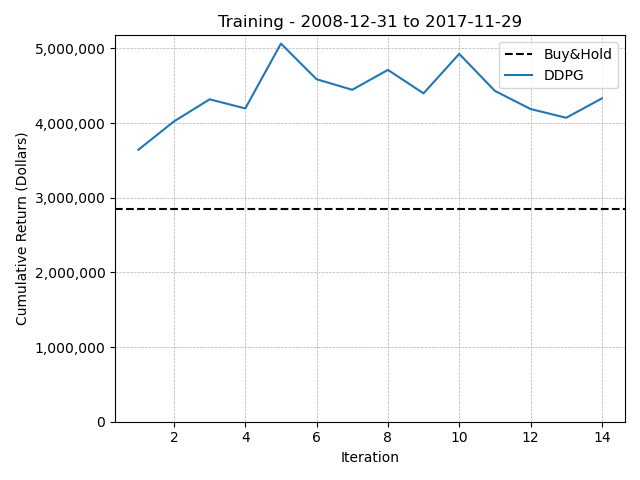 Training - 2008-12-31 to 2017-11-29
Buy&Hold
DDPG
Cumulative Return (Dollars)
5,000,000
4,000,000
3,000,000
2,000,000
1,000,000
0
2 4 6 8 10 12 14
Iteration